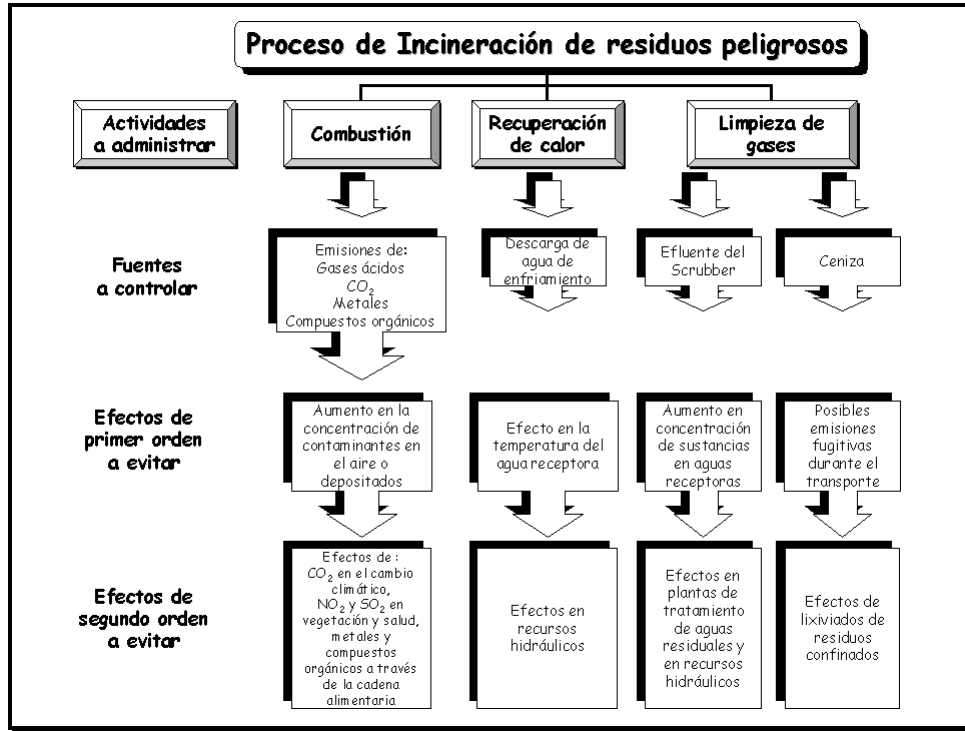 Proceso de Incineración de residuos peligrosos
Actividades
a administrar
Combustión
Recuperación
de calor
Limpieza de
gases
Fuentes
a controlar
Emisiones de:
Gases ácidos
CO2
Metales
Compuestos orgánicos
Descarga de
agua de
enfriamiento
Efluente del
Scrubber
Ceniza
Efectos de
primer orden
a evitar
Aumento en la
concentración de
contaminantes en
el aire o
depositados
Efecto en la
temperatura del
agua receptora
Aumento en
concentración
de sustancias
en aguas
receptoras
Posibles
emisiones
fugitivas
durante el
transporte
Efectos de
segundo orden
a evitar
Efectos de :
CO2 en el cambio
climático,
NO2 y SO2 en
vegetación y salud,
metales y
compuestos
orgánicos a través
de la cadena
alimentaria
Efectos en
recursos
hidráulicos
Efectos en
plantas de
tratamiento
de aguas
residuales y
en recursos
hidráulicos
Efectos de
lixiviados de
residuos
confinados